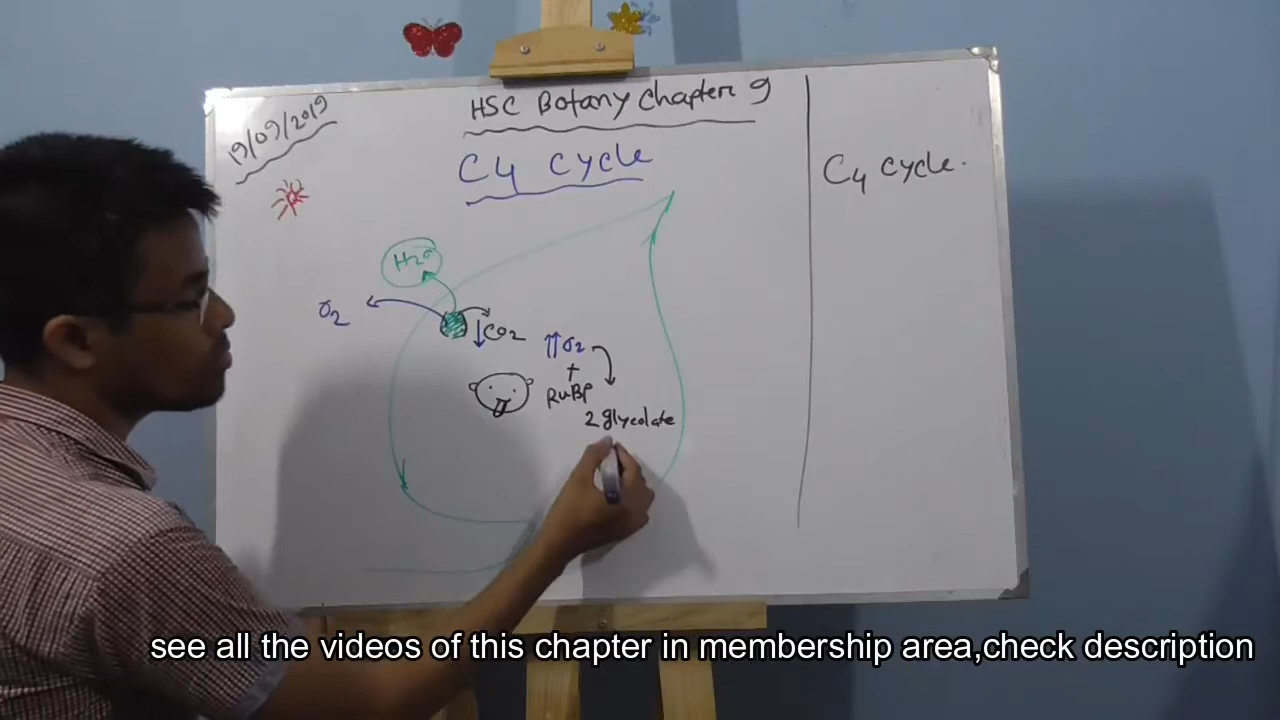 19/09/2019
HSC Botany Chapter 9
C4 cycle
C4 cycle.
H2O
O2
CO2
O2
+
RuBP
2 glycolate
see all the videos of this chapter in membership area,check description